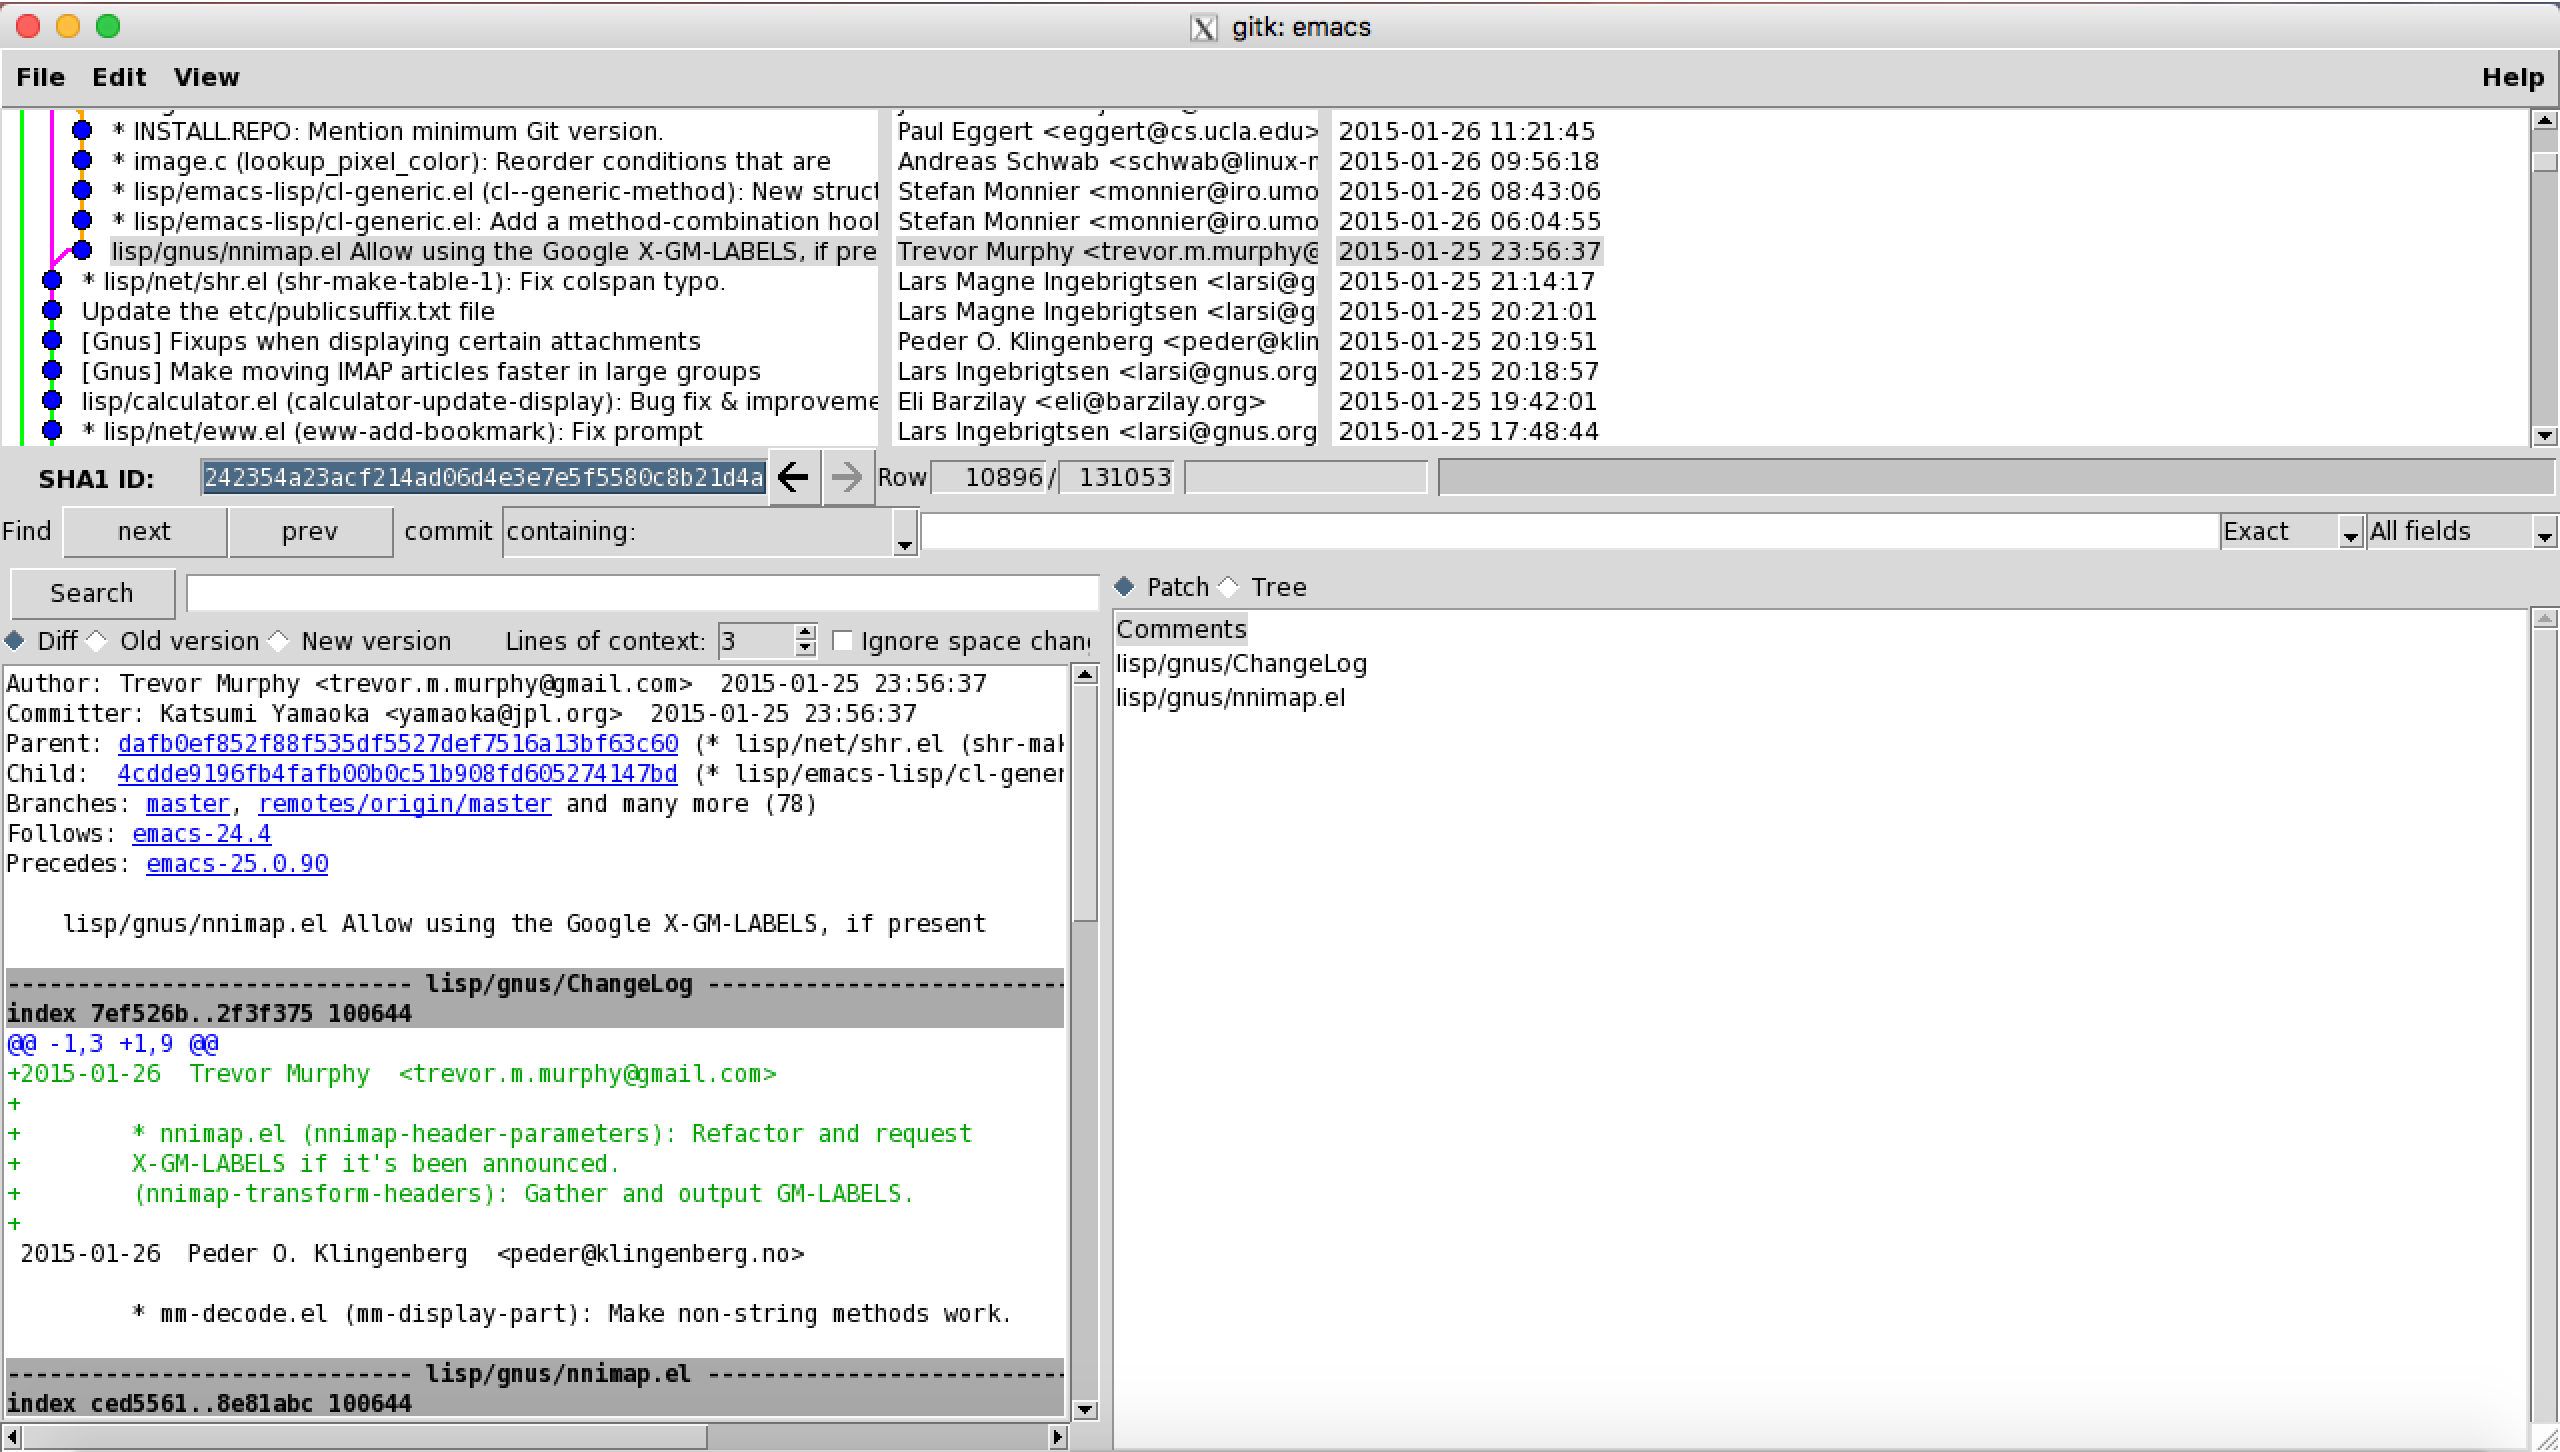 gitk: emacs
File Edit View Help
* INSTALL.REPO: Mention minimum Git version. Paul Eggert <eggert@cs.ucla.edu> 2015-01-26 11:21:45
* image.c (lookup_pixel_color): Reorder conditions that are Andreas Schwab <schwab@linux- 2015-01-26 09:56:18
* lisp/emacs-lisp/cl-generic.el (cl--generic-method): New struct Stefan Monnier <monnier@iro.umo 2015-01-26 08:43:06
* lisp/emacs-lisp/cl-generic.el: Add a method-combination hool Stefan Monnier <monnier@iro.umo 2015-01-26 06:04:55
lisp/gnus/nnimap.el Allow using the Google X-GM-LABELS, if pre Trevor Murphy <trevor.m.murphy@ 2015-01-25 23:56:37
* lisp/net/shr.el (shr-make-table-1): Fix colspan typo. Lars Magne Ingebrigtsen <larsi@g 2015-01-25 21:14:17
Update the etc/publicsuffix.txt file Lars Magne Ingebrigtsen <larsi@g 2015-01-25 20:21:01
[Gnus] Fixups when displaying certain attachments Peder O. Klingenberg <peder@klin 2015-01-25 20:19:51
[Gnus] Make moving IMAP articles faster in large groups Lars Ingebrigtsen <larsi@gnus.org 2015-01-25 20:18:57
lisp/calculator.el (calculator-update-display): Bug fix & improveme Eli Barzilay <eli@barzilay.org> 2015-01-25 19:42:01
* lisp/net/eww.el (eww-add-bookmark): Fix prompt Lars Ingebrigtsen <larsi@gnus.org 2015-01-25 17:48:44
SHA1 ID: 242354a23acf214ad06d4e3e7e5f5580c8b21d4a Row 10896 / 131053
Find next prev commit containing: Exact All fields
Search
Patch Tree
Diff Old version New version Lines of context: 3 Ignore space chan
Comments
lisp/gnus/ChangeLog
lisp/gnus/nnimap.el
Author: Trevor Murphy <trevor.m.murphy@gmail.com> 2015-01-25 23:56:37
Committer: Katsumi Yamaoka <yamaoka@jpl.org> 2015-01-25 23:56:37
Parent: dafb0ef852f88f535df5527def7516a13bf63c60 (* lisp/net/shr.el (shr-mak
Child: 4cdde9196fb4fafb00b0c51b908fd605274147bd (* lisp/emacs-lisp/cl-gener
Branches: master, remotes/origin/master and many more (78)
Follows: emacs-24.4
Precedes: emacs-25.0.90
lisp/gnus/nnimap.el Allow using the Google X-GM-LABELS, if present
----------------------------- lisp/gnus/ChangeLog --------------------------
index 7ef526b..2f3f375 100644
@@ -1,3 +1,9 @@
+2015-01-26 Trevor Murphy <trevor.m.murphy@gmail.com>
+
+ * nnimap.el (nnimap-header-parameters): Refactor and request
+ X-GM-LABELS if it's been announced.
+ (nnimap-transform-headers): Gather and output GM-LABELS.
+
2015-01-26 Peder O. Klingenberg <peder@klingenberg.no>
* mm-decode.el (mm-display-part): Make non-string methods work.
----------------------------- lisp/gnus/nnimap.el --------------------------
index ced5561..8e81abc 100644